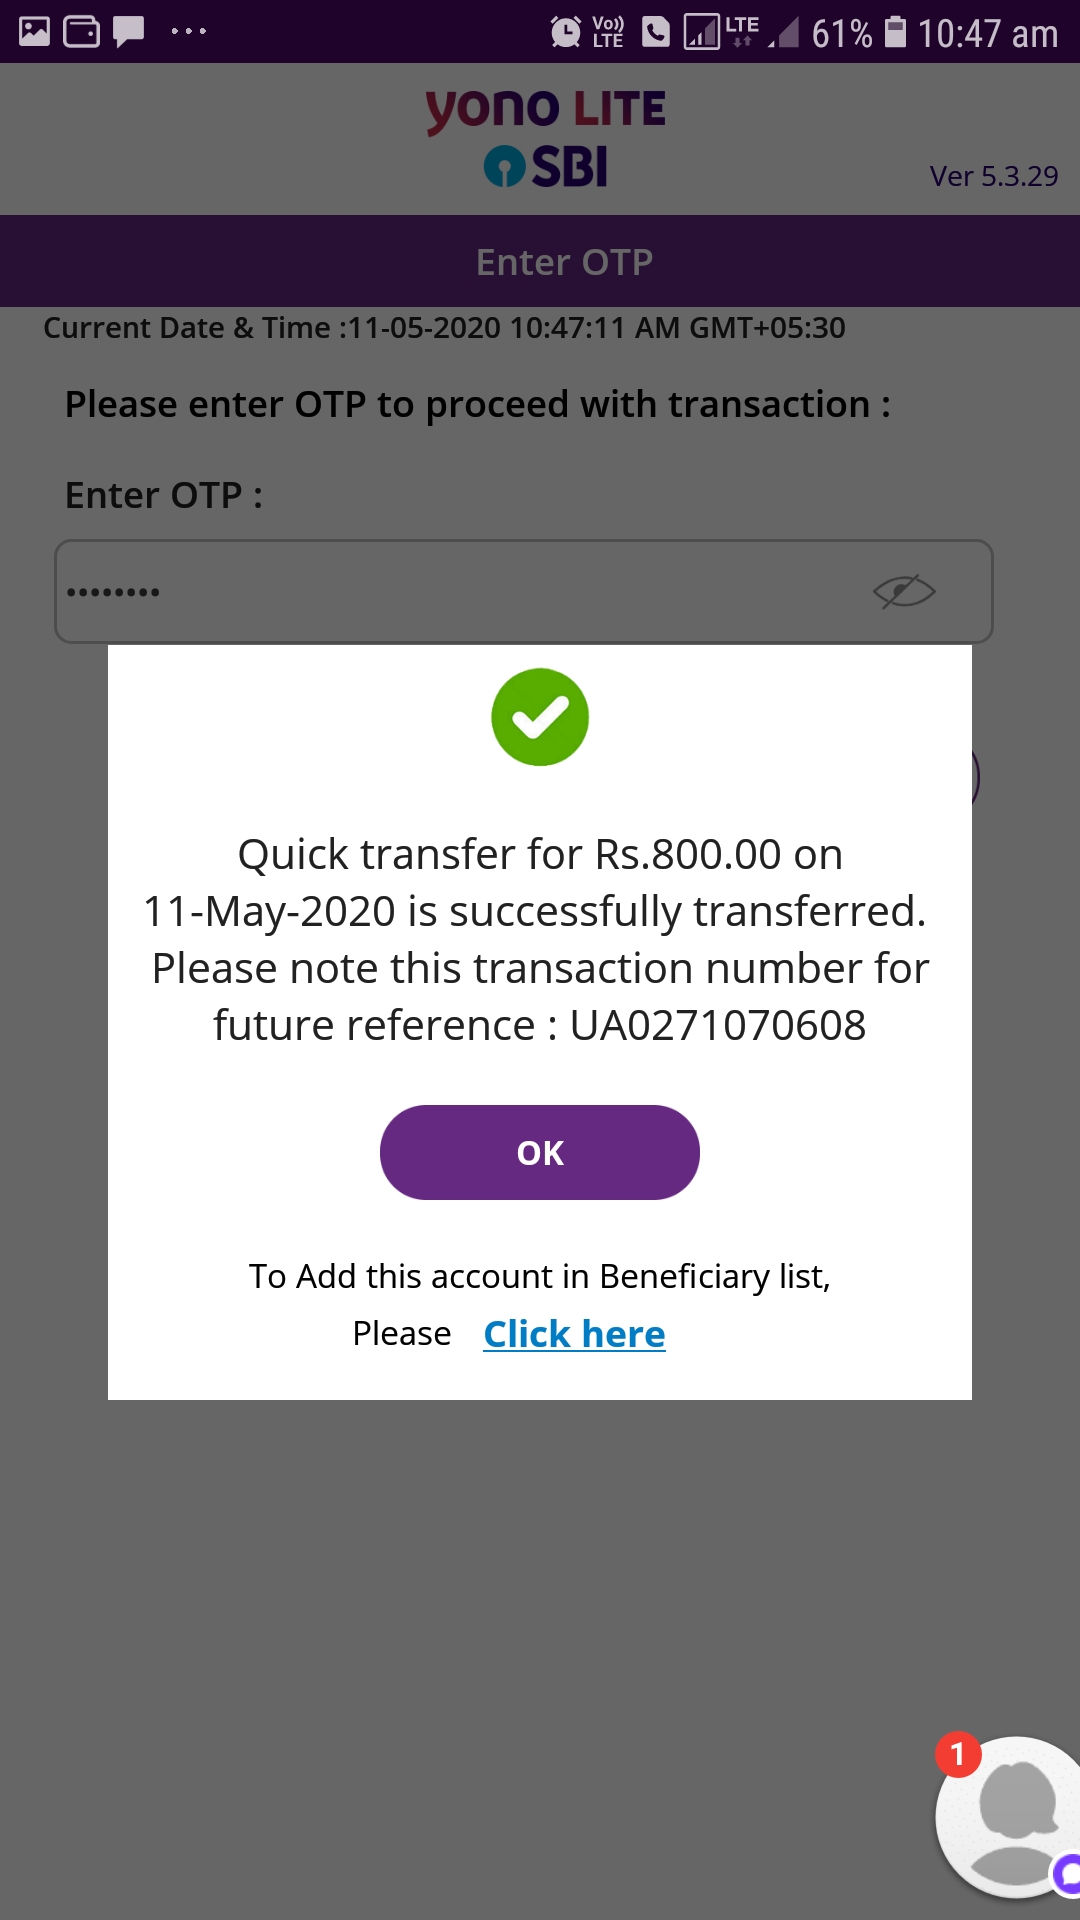 Vo)) LTE LTE 61% 10:47 am
yono LITE
SBI
Ver 5.3.29
Enter OTP
Current Date & Time :11-05-2020 10:47:11 AM GMT+05:30
Please enter OTP to proceed with transaction :
Enter OTP :
••••••••
Quick transfer for Rs.800.00 on
11-May-2020 is successfully transferred.
Please note this transaction number for
future reference : UA0271070608
OK
To Add this account in Beneficiary list,
Please Click here
1